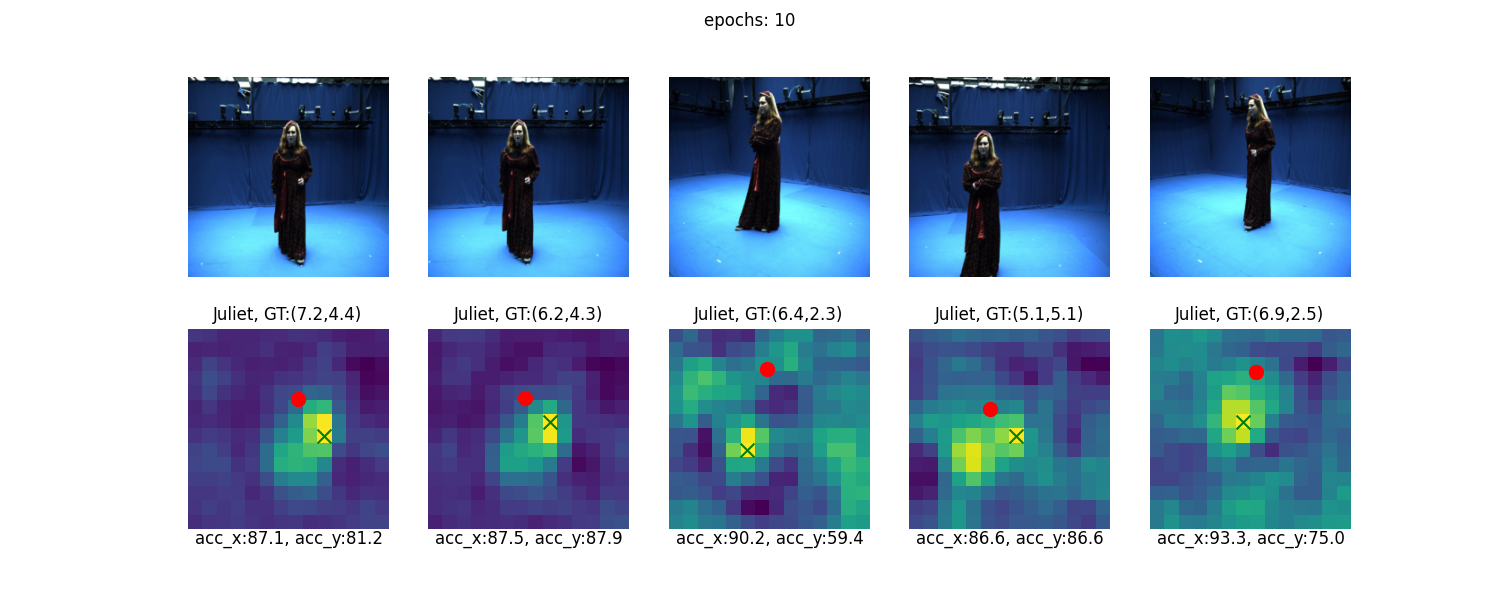 epochs: 10
Juliet, GT:(7.2,4.4)
Juliet, GT:(6.2,4.3)
Juliet, GT:(6.4,2.3)
Juliet, GT:(5.1,5.1)
Juliet, GT:(6.9,2.5)
acc_x:87.1, acc_y:81.2
acc_x:87.5, acc_y:87.9
acc_x:90.2, acc_y:59.4
acc_x:86.6, acc_y:86.6
acc_x:93.3, acc_y:75.0